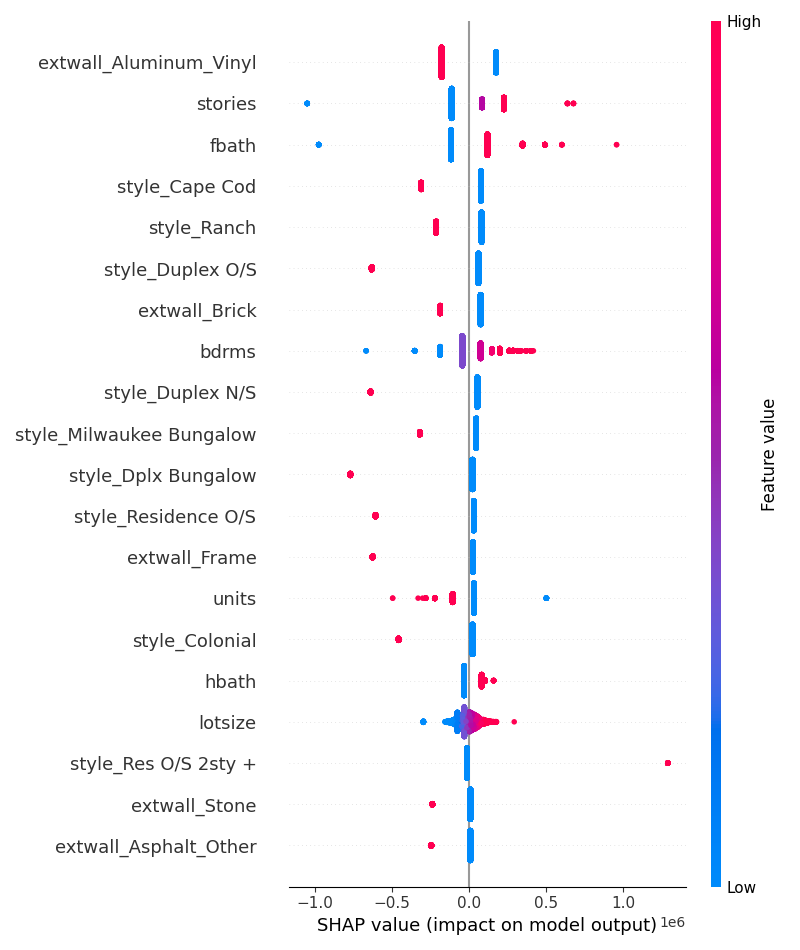 High
extwall_Aluminum_Vinyl
stories
fbath
style_Cape Cod
style_Ranch
style_Duplex O/S
extwall_Brick
bdrms
style_Duplex N/S
style_Milwaukee Bungalow
style_Dplx Bungalow
style_Residence O/S
extwall_Frame
units
style_Colonial
hbath
lotsize
style_Res O/S 2sty +
extwall_Stone
extwall_Asphalt_Other
Feature value
Low
−1.0 −0.5 0.0 0.5 1.0
SHAP value (impact on model output) 1e6